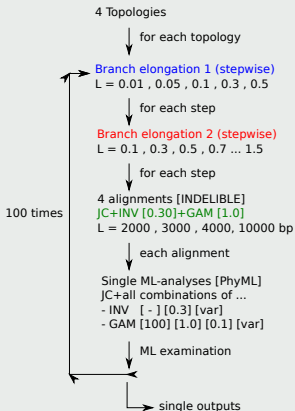 4 Topologies
for each topology
Branch elongation 1 (stepwise)
L = 0.01 , 0.05 , 0.1 , 0.3 , 0.5
for each step
Branch elongation 2 (stepwise)
L = 0.1 , 0.3 , 0.5 , 0.7 ... 1.5
for each step
4 alignments [INDELIBLE]
JC+INV [0.30]+GAM [1.0]
L = 2000 , 3000 , 4000, 10000 bp
100 times
each alignment
Single ML-analyses [PhyML]
JC+all combinations of ...
- INV [ - ] [0.3] [var]
- GAM [100] [1.0] [0.1] [var]
ML examination
single outputs